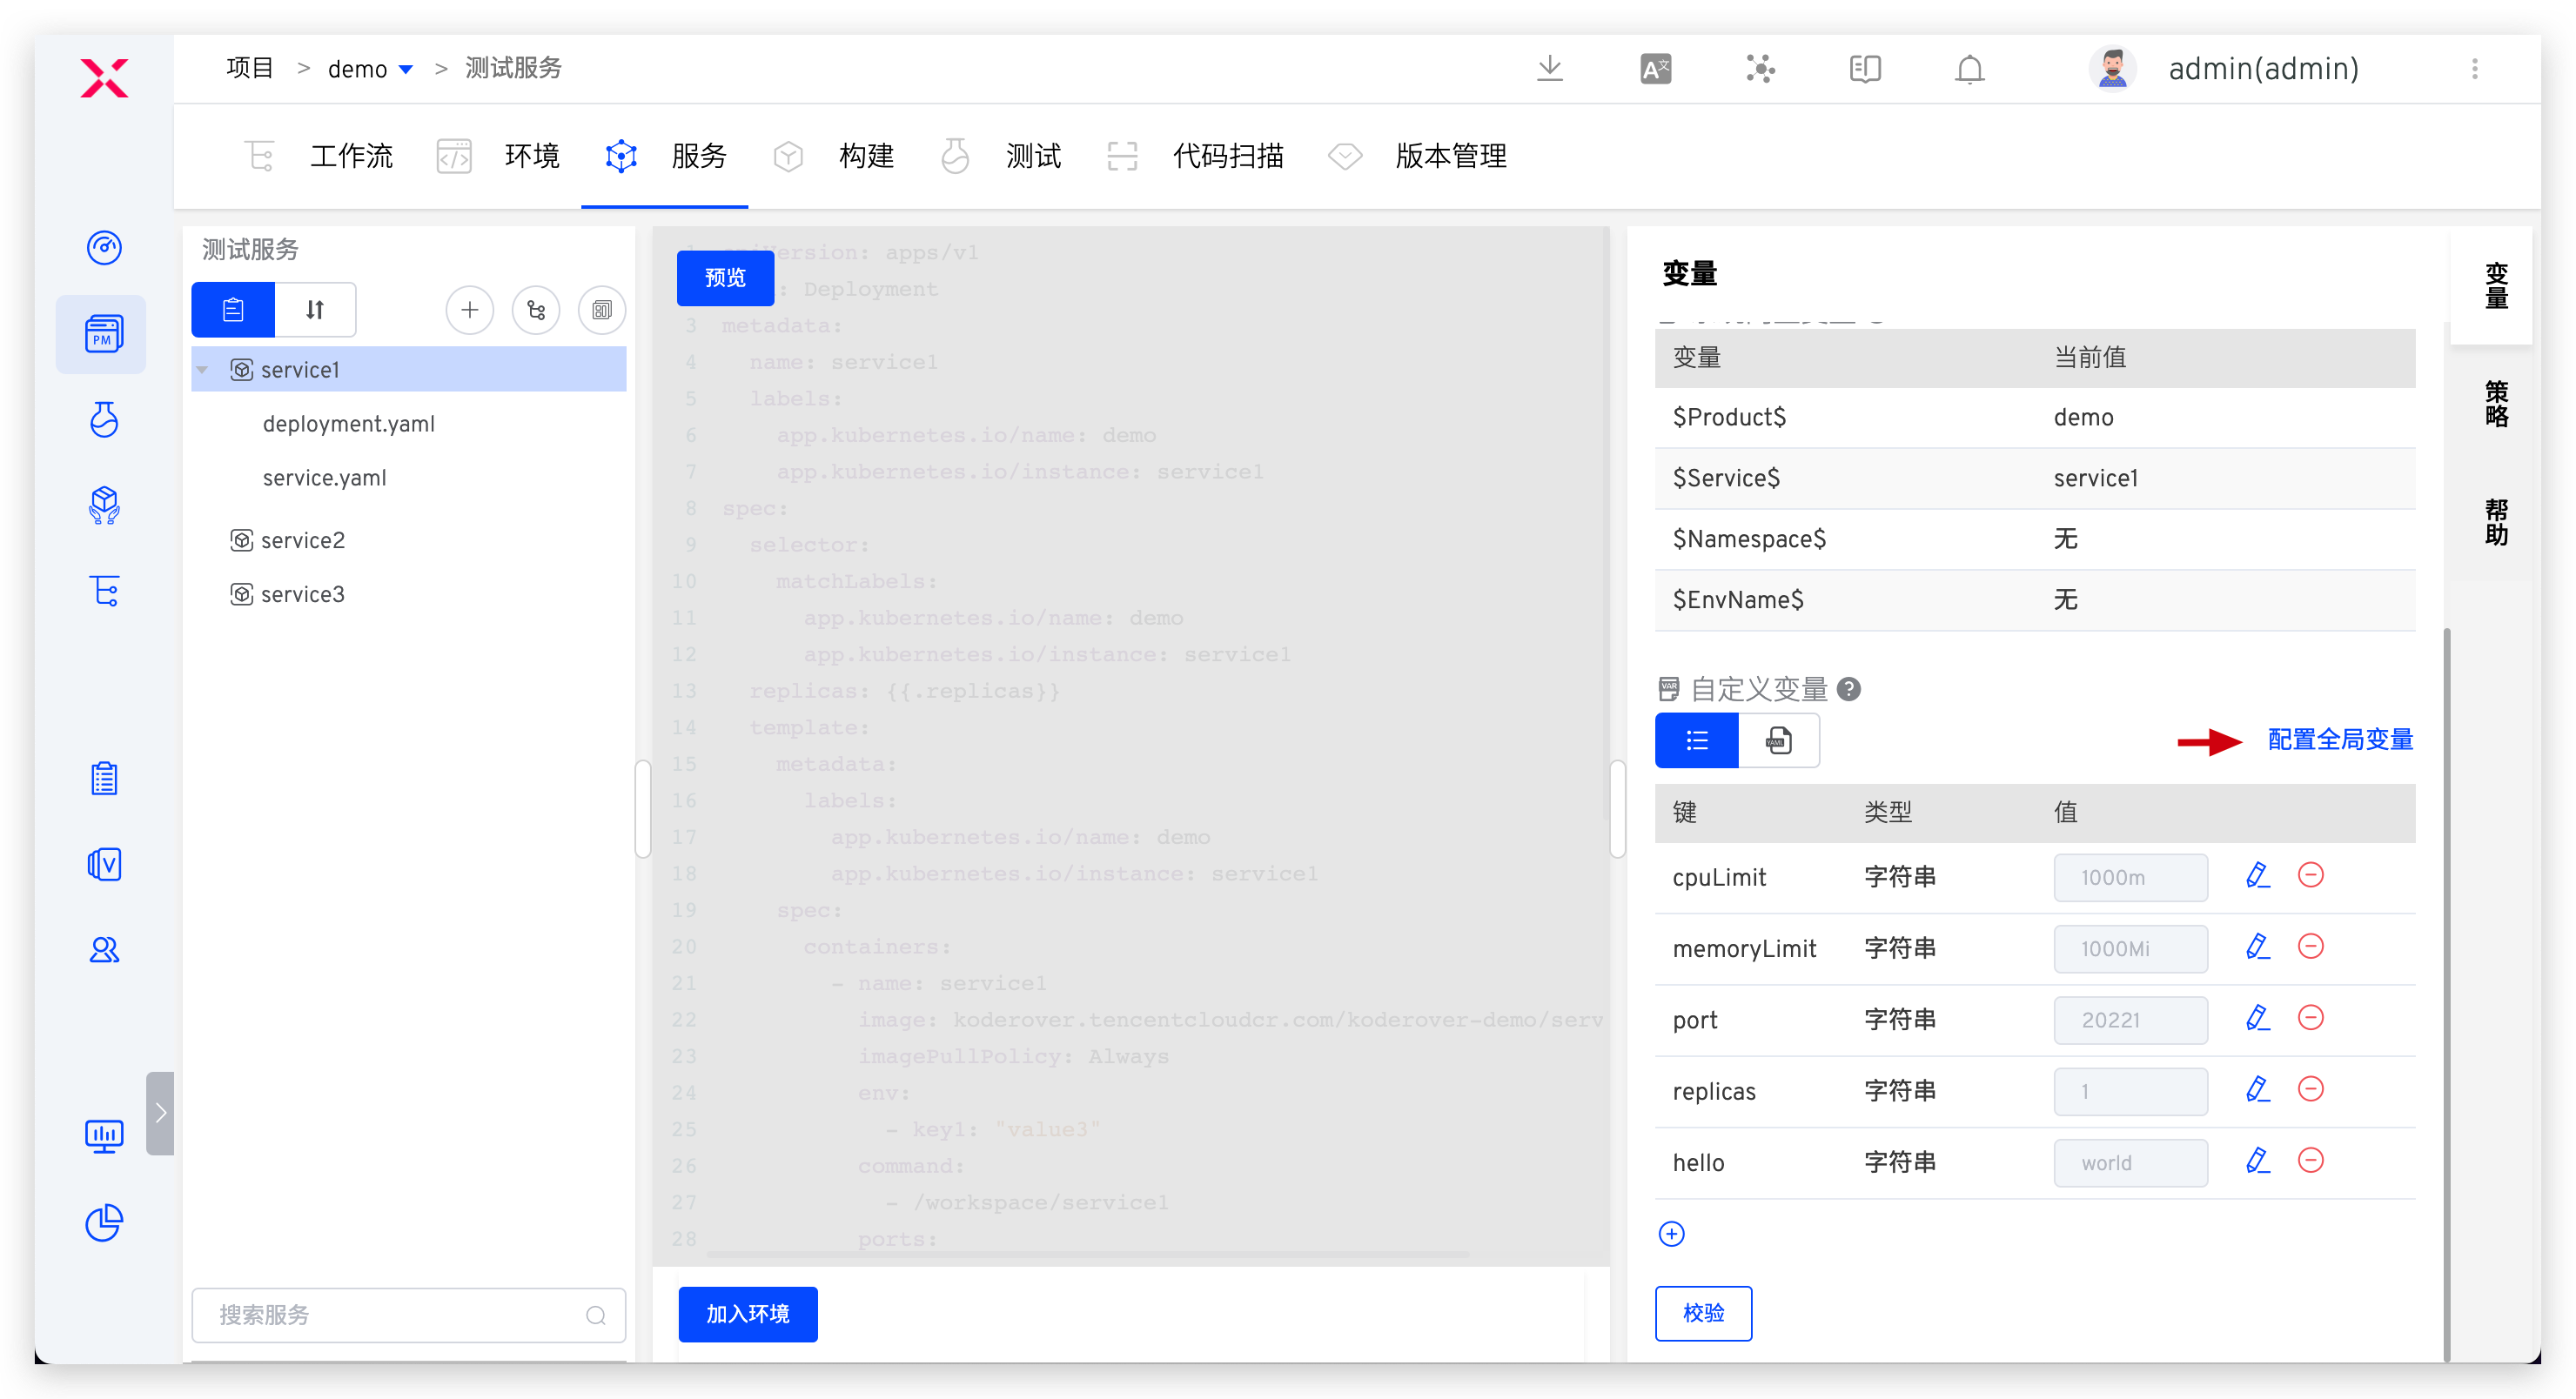 项目 > demo > 测试服务
admin(admin)
工作流 环境 服务 构建 测试 代码扫描 版本管理
PM
V
测试服务
service1
deployment.yaml
service.yaml
service2
service3
搜索服务
预览
1 apiVersion: apps/v1
: Deployment
3 metadata:
4 name: service1
5 labels:
6 app.kubernetes.io/name: demo
7 app.kubernetes.io/instance: service1
8 spec:
9 selector:
10 matchLabels:
11 app.kubernetes.io/name: demo
12 app.kubernetes.io/instance: service1
13 replicas: {{.replicas}}
14 template:
15 metadata:
16 labels:
17 app.kubernetes.io/name: demo
18 app.kubernetes.io/instance: service1
19 spec:
20 containers:
21 - name: service1
22 image: koderover.tencentcloudcr.com/koderover-demo/serv
23 imagePullPolicy: Always
24 env:
25 - key1: "value3"
26 command:
27 - /workspace/service1
28 ports:
加入环境
变量
变量 当前值
$Product$ demo
$Service$ service1
$Namespace$ 无
$EnvName$ 无
VAR 自定义变量 ?
YAML
配置全局变量
键 类型 值
cpuLimit 字符串 1000m
memoryLimit 字符串 1000Mi
port 字符串 20221
replicas 字符串 1
hello 字符串 world
校验
变量
策略
帮助